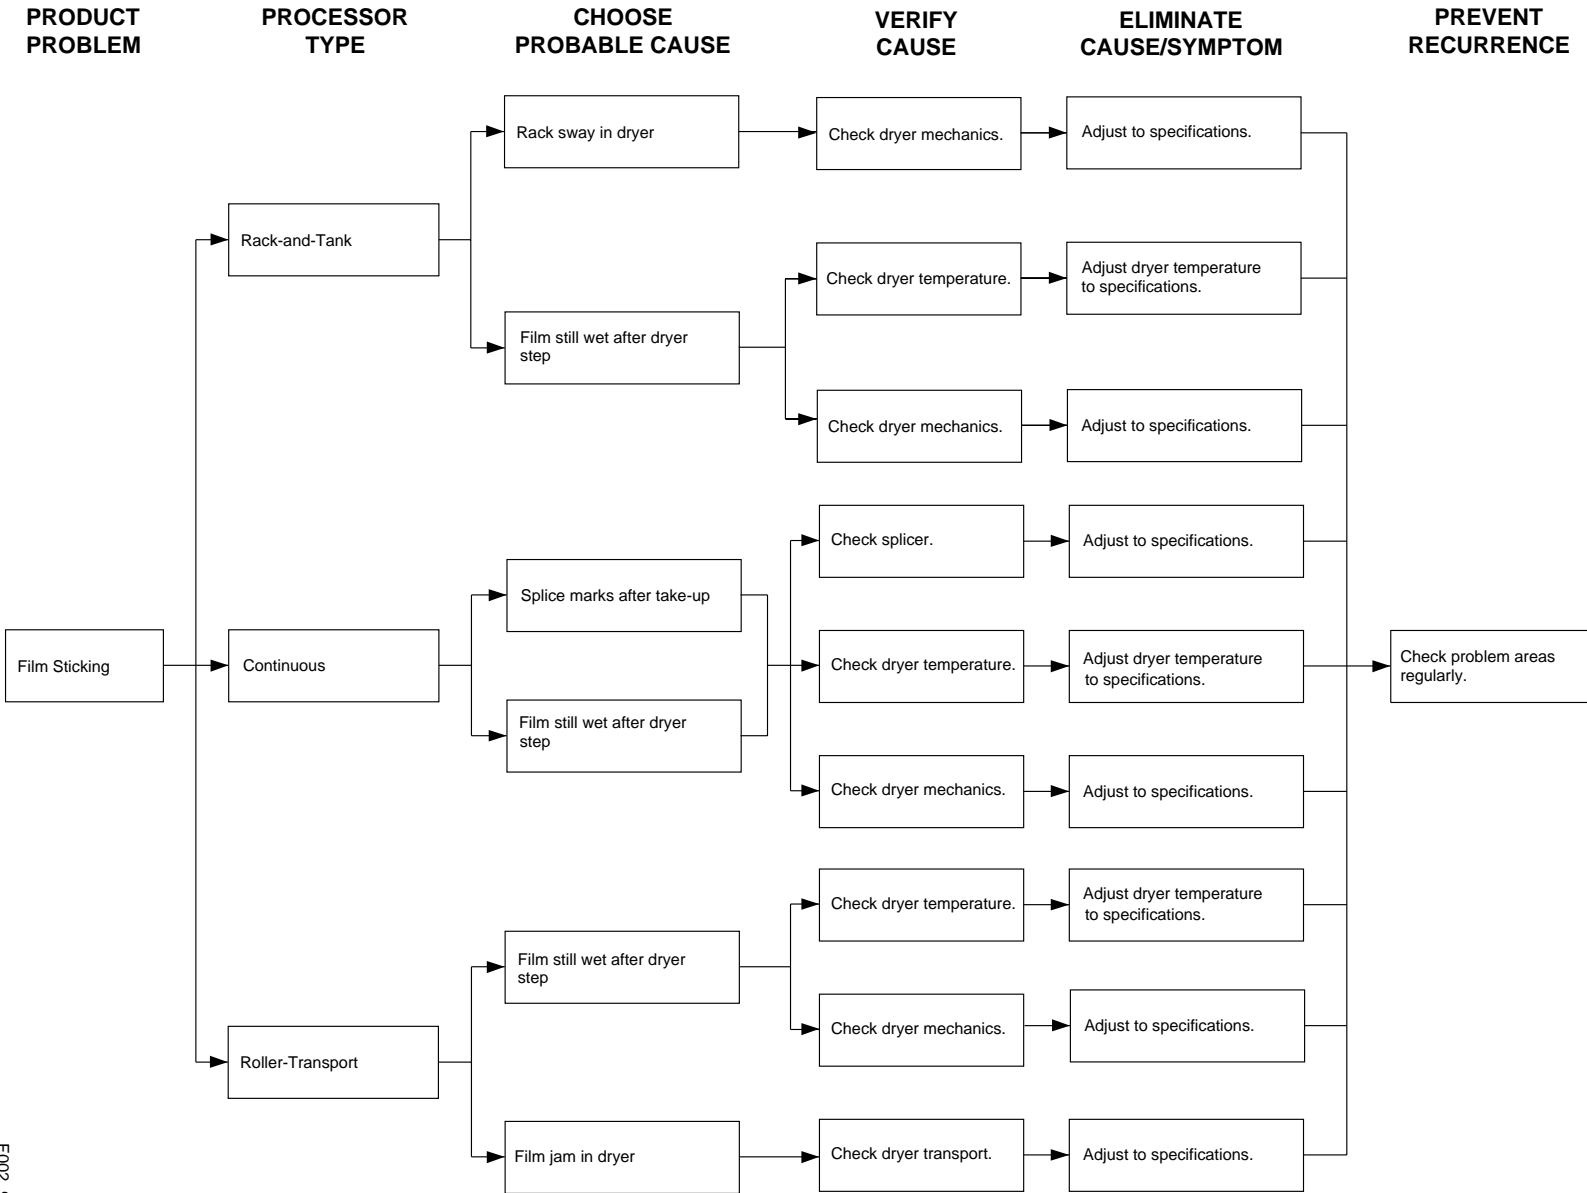 PRODUCT
PROBLEM
PROCESSOR
TYPE
CHOOSE
PROBABLE CAUSE
VERIFY
CAUSE
ELIMINATE
CAUSE/SYMPTOM
PREVENT
RECURRENCE
Rack sway in dryer
Check dryer mechanics.
Adjust to specifications.
Rack-and-Tank
Check dryer temperature.
Adjust dryer temperature
to specifications.
Film still wet after dryer
step
Check dryer mechanics.
Adjust to specifications.
Check splicer.
Adjust to specifications.
Splice marks after take-up
Film Sticking
Continuous
Check dryer temperature.
Adjust dryer temperature
to specifications.
Check problem areas
regularly.
Film still wet after dryer
step
Check dryer mechanics.
Adjust to specifications.
Check dryer temperature.
Adjust dryer temperature
to specifications.
Film still wet after dryer
step
Check dryer mechanics.
Adjust to specifications.
Roller-Transport
Film jam in dryer
Check dryer transport.
Adjust to specifications.